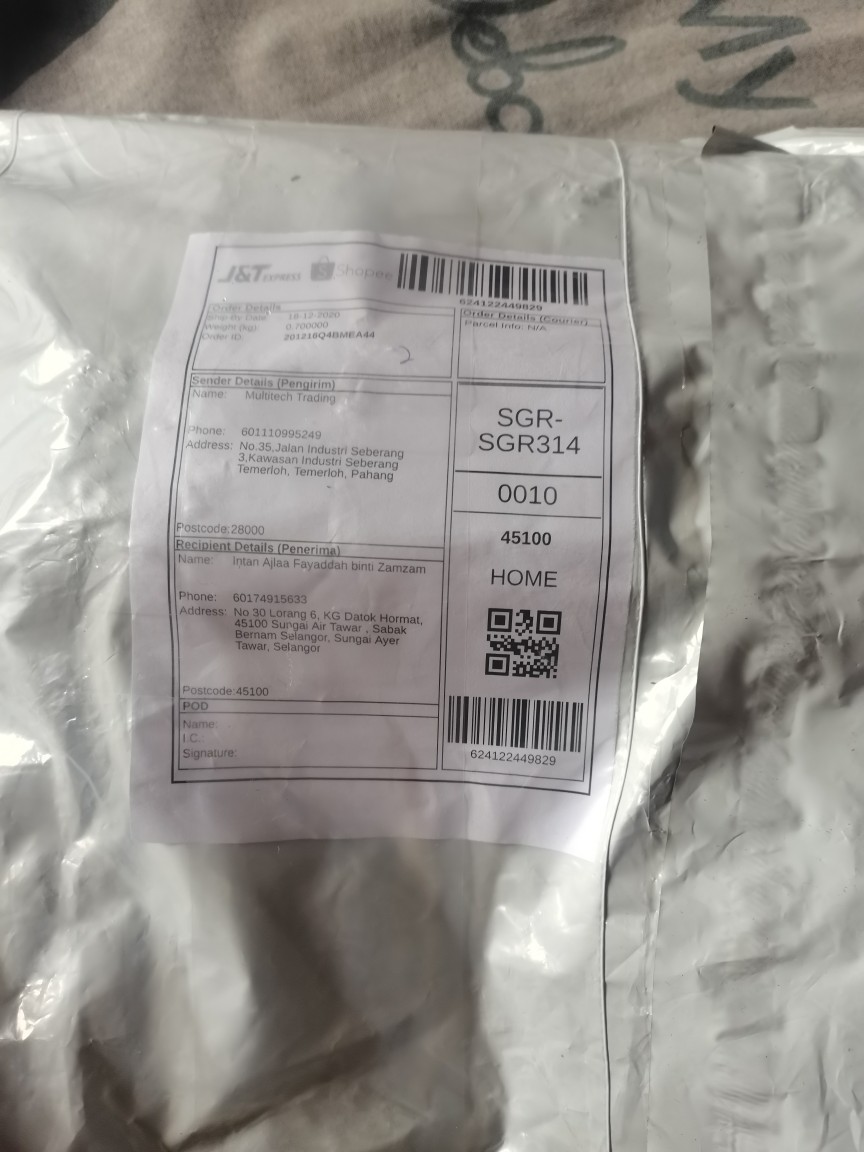 My
J&T EXPRESS Shopee
624122449829
Order Details
Ship By Date: 18-12-2020
Weight (kg): 0.700000
Order ID: 201218Q4BMEA44
Order Details (Courier)
Parcel Info: N/A
Sender Details (Pengirim)
Name: Multitech Trading
Phone: 601110995249
Address: No.35,Jalan Industri Seberang
3,Kawasan Industri Seberang
Temerloh, Temerloh, Pahang
Postcode:28000
SGR-
SGR314
0010
45100
HOME
Recipient Details (Penerima)
Name: Intan Ajlaa Fayaddah binti Zamzam
Phone: 60174915633
Address: No 30 Lorang 6, KG Datok Hormat,
45100 Sungai Air Tawar , Sabak
Bernam Selangor, Sungai Ayer
Tawar, Selangor
Postcode:45100
POD
Name:
I.C.:
Signature:
624122449829